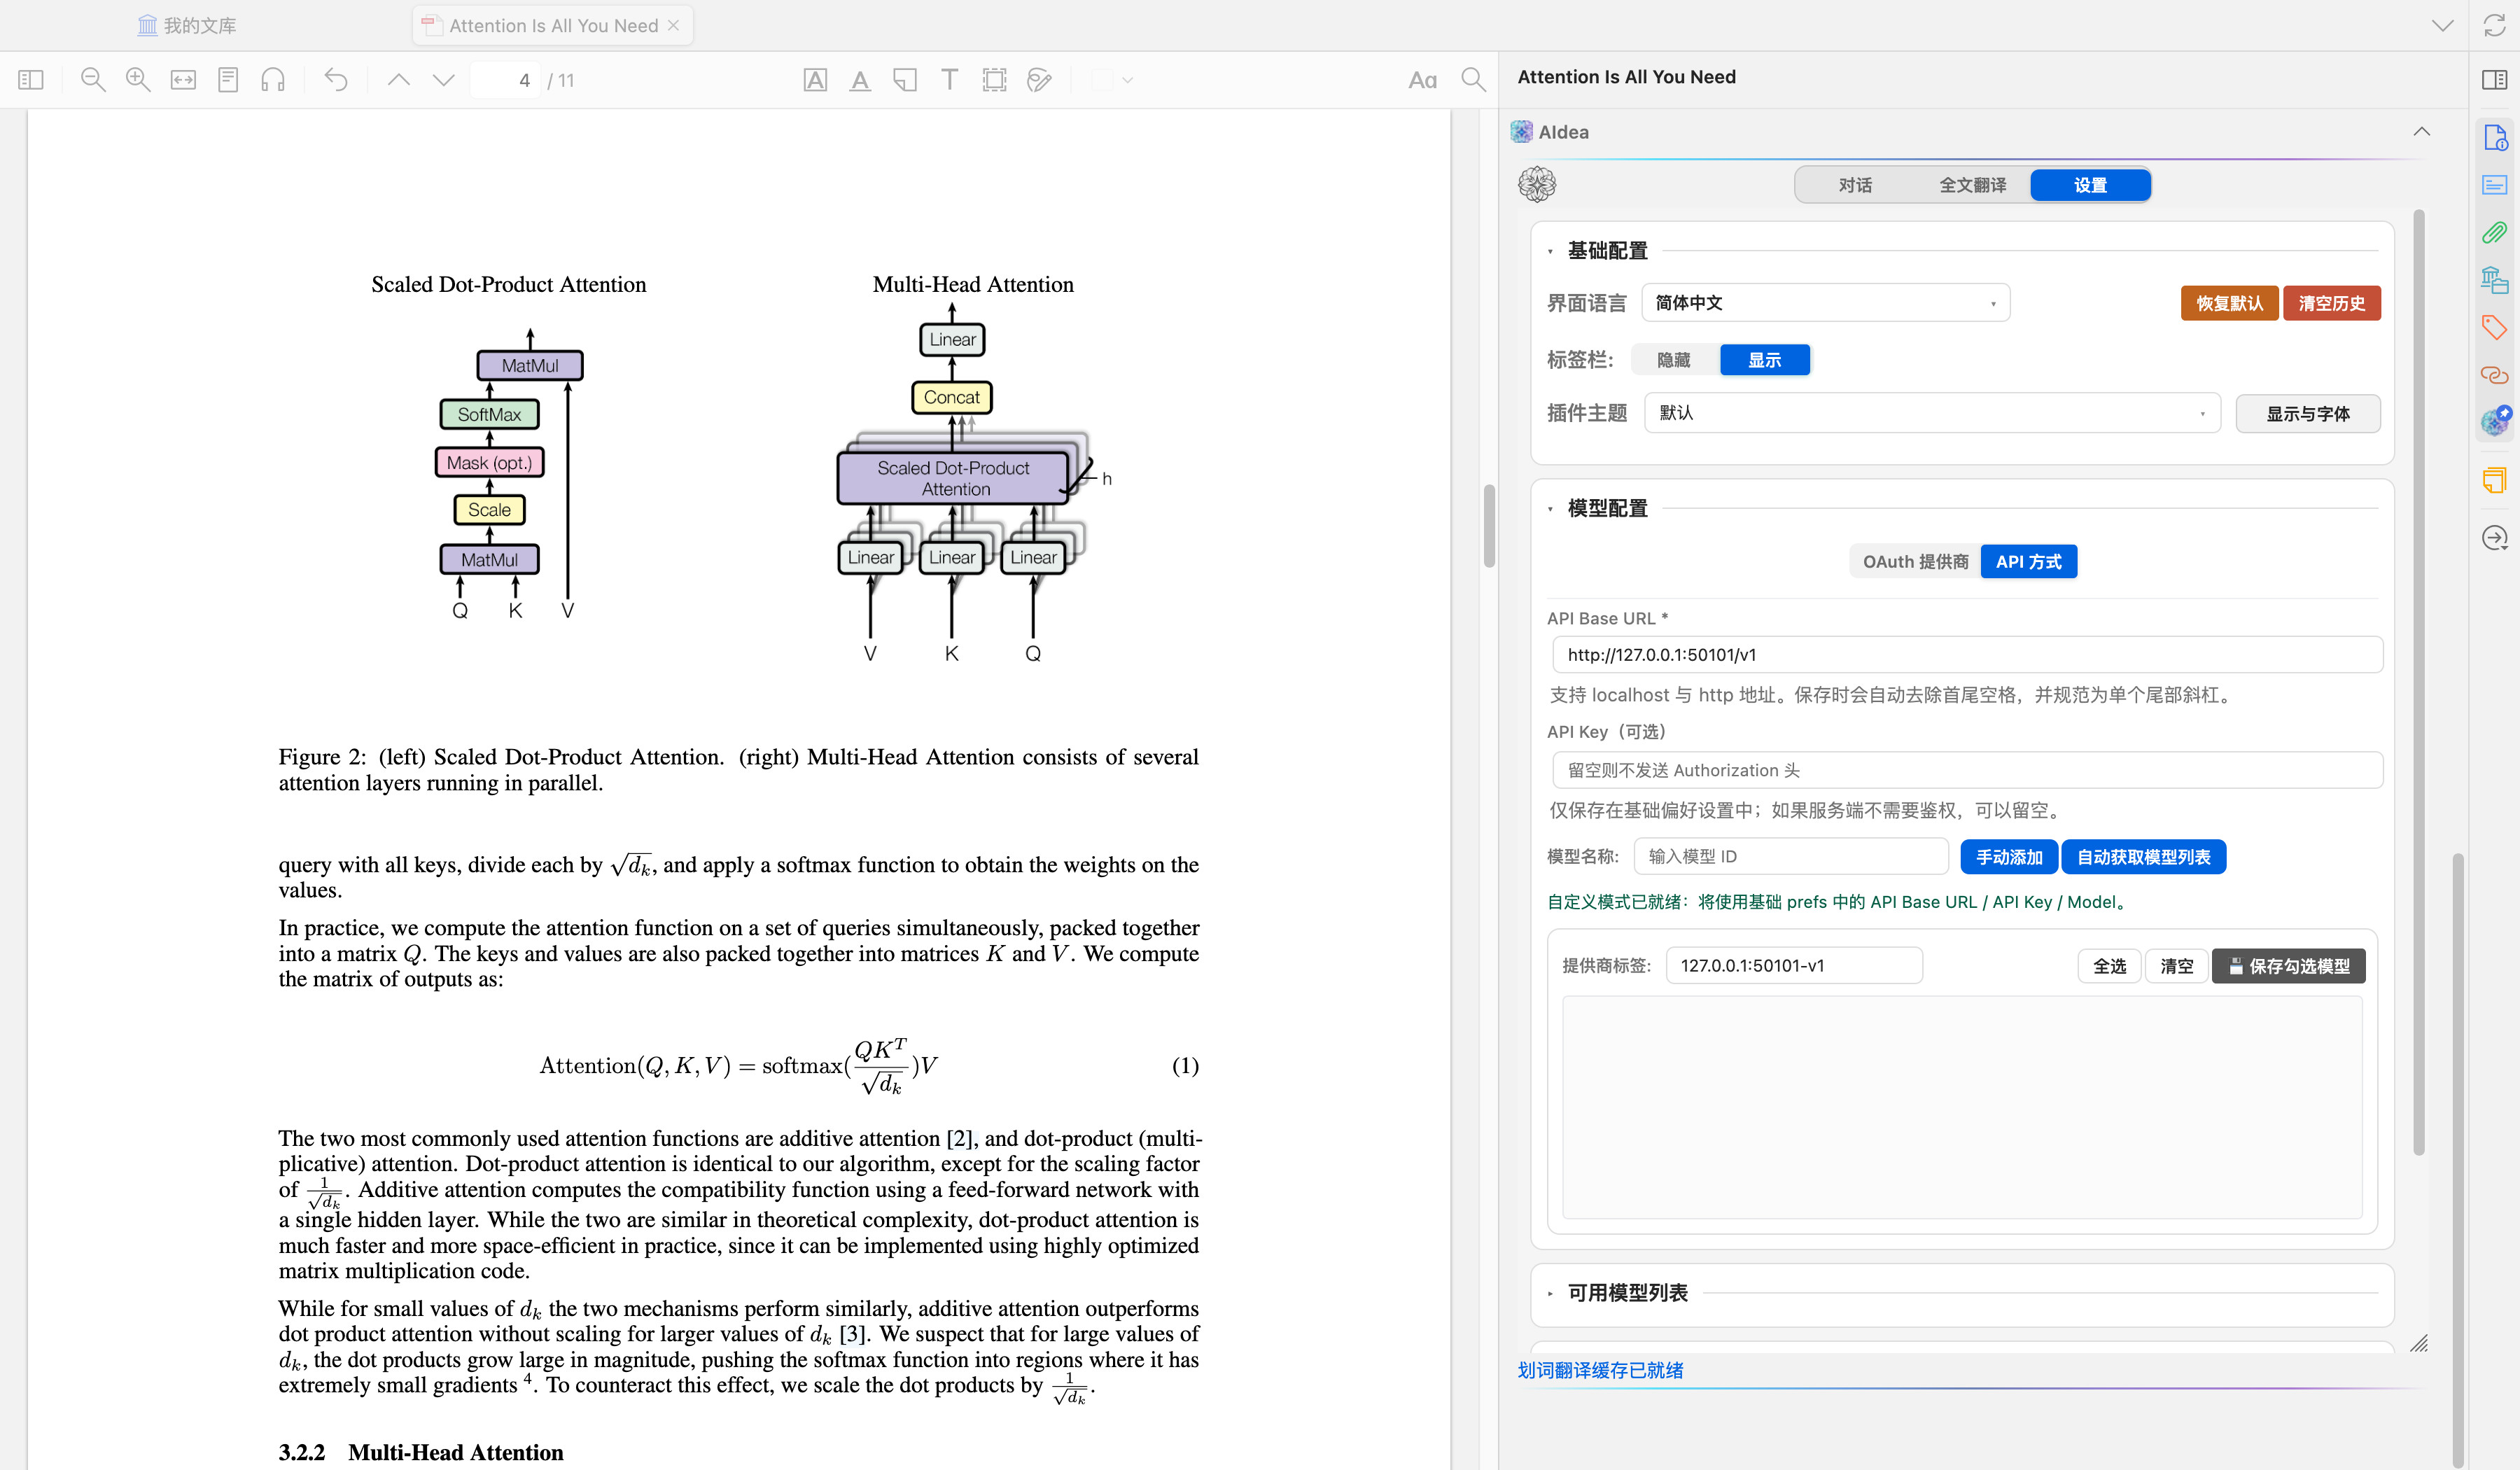 我的文库
Attention Is All You Need
4 / 11
Aa
Scaled Dot-Product Attention
MatMul
SoftMax
Mask (opt.)
Scale
MatMul
Q K V
Multi-Head Attention
Linear
Concat
Scaled Dot-Product
Attention
h
Linear Linear Linear
V K Q
Figure 2: (left) Scaled Dot-Product Attention. (right) Multi-Head Attention consists of several
attention layers running in parallel.
query with all keys, divide each by √dk, and apply a softmax function to obtain the weights on the
values.
In practice, we compute the attention function on a set of queries simultaneously, packed together
into a matrix Q. The keys and values are also packed together into matrices K and V. We compute
the matrix of outputs as:
Attention(Q, K, V) = softmax(QK^T / √dk)V (1)
The two most commonly used attention functions are additive attention [2], and dot-product (multi-
plicative) attention. Dot-product attention is identical to our algorithm, except for the scaling factor
of 1/√dk. Additive attention computes the compatibility function using a feed-forward network with
a single hidden layer. While the two are similar in theoretical complexity, dot-product attention is
much faster and more space-efficient in practice, since it can be implemented using highly optimized
matrix multiplication code.
While for small values of dk the two mechanisms perform similarly, additive attention outperforms
dot product attention without scaling for larger values of dk [3]. We suspect that for large values of
dk, the dot products grow large in magnitude, pushing the softmax function into regions where it has
extremely small gradients 4. To counteract this effect, we scale the dot products by 1/√dk.
3.2.2 Multi-Head Attention
Attention Is All You Need
AIdea
对话 全文翻译 设置
基础配置
界面语言 简体中文 恢复默认 清空历史
标签栏: 隐藏 显示
插件主题 默认 显示与字体
模型配置
OAuth 提供商 API 方式
API Base URL *
http://127.0.0.1:50101/v1
支持 localhost 与 http 地址。保存时会自动去除首尾空格，并规范为单个尾部斜杠。
API Key（可选）
留空则不发送 Authorization 头
仅保存在基础偏好设置中；如果服务端不需要鉴权，可以留空。
模型名称: 输入模型 ID 手动添加 自动获取模型列表
自定义模式已就绪：将使用基础 prefs 中的 API Base URL / API Key / Model。
提供商标签: 127.0.0.1:50101-v1 全选 清空 保存勾选模型
可用模型列表
划词翻译缓存已就绪